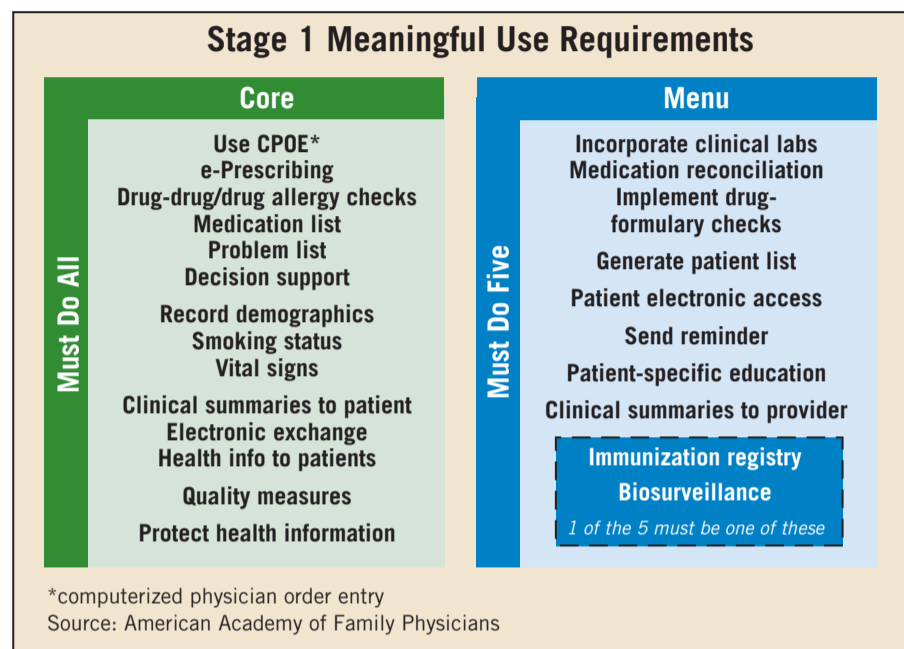 Stage 1 Meaningful Use Requirements
Core
Must Do All
Use CPOE*
e-Prescribing
Drug-drug/drug allergy checks
Medication list
Problem list
Decision support
Record demographics
Smoking status
Vital signs
Clinical summaries to patient
Electronic exchange
Health info to patients
Quality measures
Protect health information
Menu
Must Do Five
Incorporate clinical labs
Medication reconciliation
Implement drug-
formulary checks
Generate patient list
Patient electronic access
Send reminder
Patient-specific education
Clinical summaries to provider
Immunization registry
Biosurveillance
1 of the 5 must be one of these
*computerized physician order entry
Source: American Academy of Family Physicians